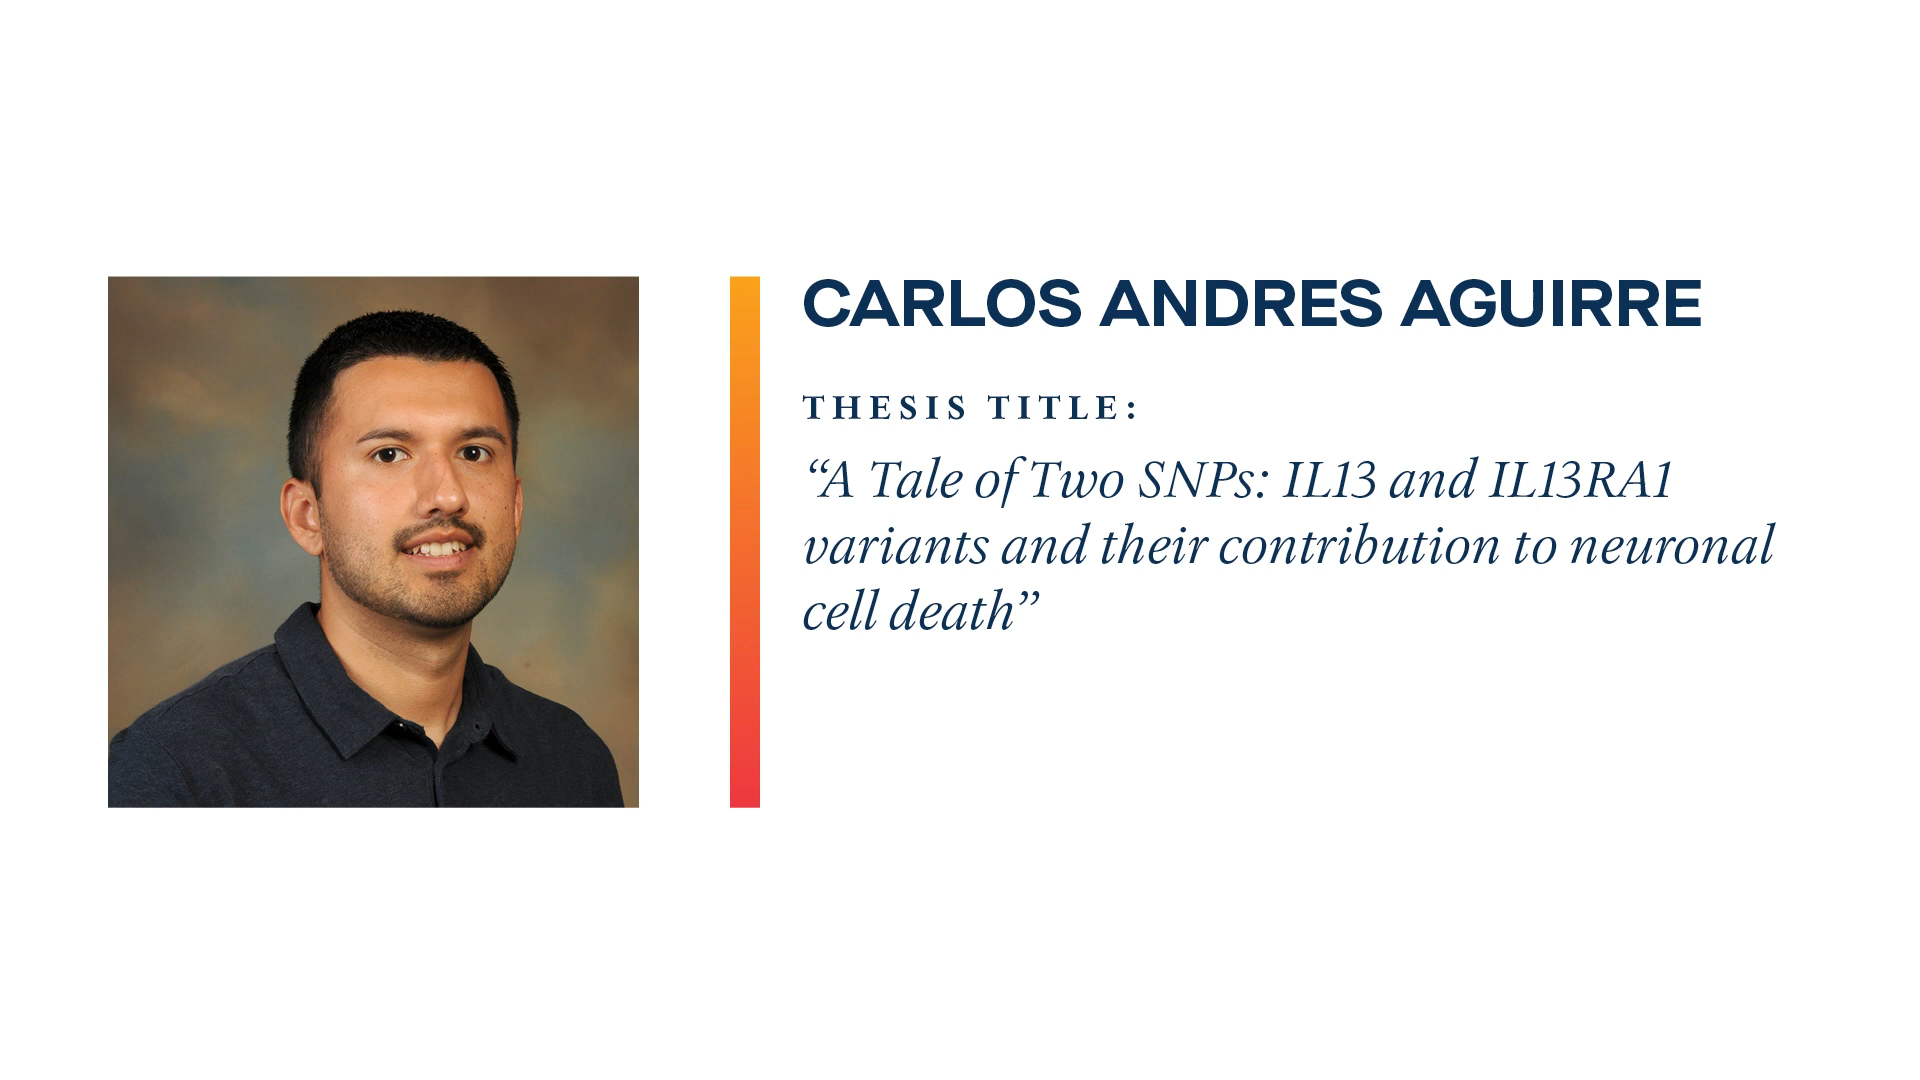 CARLOS ANDRES AGUIRRE
THESIS TITLE:
“A Tale of Two SNPs: IL13 and IL13RA1
variants and their contribution to neuronal
cell death”